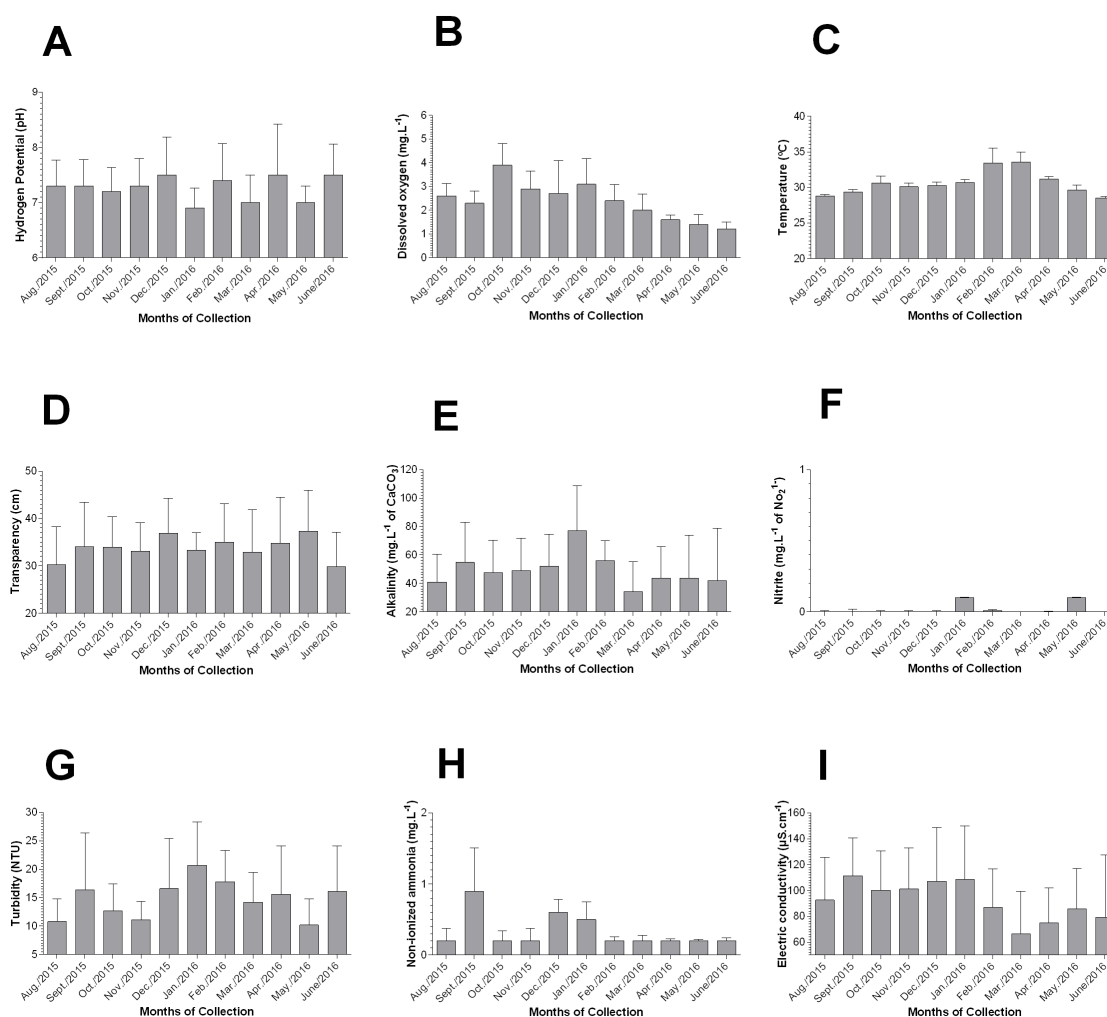 A
B
C
Hydrogen Potential (pH)
9
8
7
6
Aug./2015
Sept./2015
Oct./2015
Nov./2015
Dec./2015
Jan./2016
Feb./2016
Mar./2016
Apr./2016
May./2016
June/2016
Months of Collection
Dissolved oxygen (mg.L⁻¹)
6
5
4
3
2
1
0
Aug./2015
Sept./2015
Oct./2015
Nov./2015
Dec./2015
Jan./2016
Feb./2016
Mar./2016
Apr./2016
May./2016
June/2016
Months of Collection
Temperature (ºC)
40
35
30
25
20
Aug./2015
Sept./2015
Oct./2015
Nov./2015
Dec./2015
Jan./2016
Feb./2016
Mar./2016
Apr./2016
May./2016
June/2016
Months of Collection
D
E
F
Transparency (cm)
50
40
30
20
Aug./2015
Sept./2015
Oct./2015
Nov./2015
Dec./2015
Jan./2016
Feb./2016
Mar./2016
Apr./2016
May./2016
June/2016
Months of Collection
Alkalinity (mg.L⁻¹ of CaCO₃)
120
100
80
60
40
20
Aug./2015
Sept./2015
Oct./2015
Nov./2015
Dec./2015
Jan./2016
Feb./2016
Mar./2016
Apr./2016
May./2016
June/2016
Months of Collection
Nitrite (mg.L⁻¹ of No₂¹⁻)
1
0
Aug./2015
Sept./2015
Oct./2015
Nov./2015
Dec./2015
Jan./2016
Feb./2016
Mar./2016
Apr./2016
May./2016
June/2016
Months of Collection
G
H
I
Turbidity (NTU)
30
25
20
15
10
5
Aug./2015
Sept./2015
Oct./2015
Nov./2015
Dec./2015
Jan./2016
Feb./2016
Mar./2016
Apr./2016
May./2016
June/2016
Months of Collection
Non-ionized ammonia (mg.L⁻¹)
2
1
0
Aug./2015
Sept./2015
Oct./2015
Nov./2015
Dec./2015
Jan./2016
Feb./2016
Mar./2016
Apr./2016
May./2016
June/2016
Months of Collection
Electric conductivity (µS.cm⁻¹)
160
140
120
100
80
60
Aug./2015
Sept./2015
Oct./2015
Nov./2015
Dec./2015
Jan./2016
Feb./2016
Mar./2016
Apr./2016
May./2016
June/2016
Months of Collection